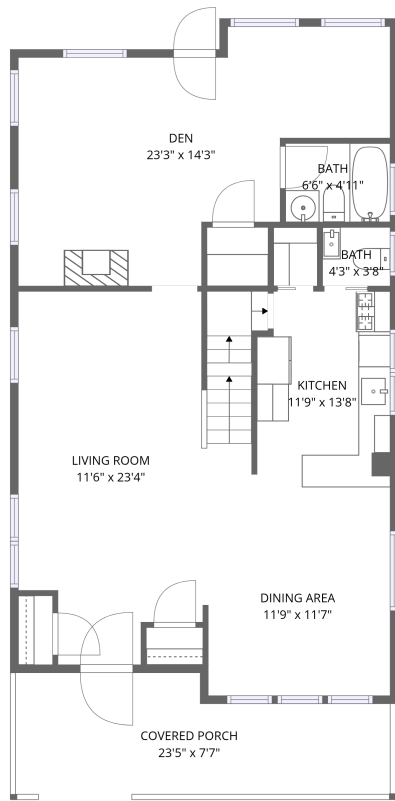 DEN
23'3" x 14'3"
BATH
6'6" x 4'11"
BATH
4'3" x 3'8"
KITCHEN
11'9" x 13'8"
LIVING ROOM
11'6" x 23'4"
DINING AREA
11'9" x 11'7"
COVERED PORCH
23'5" x 7'7"